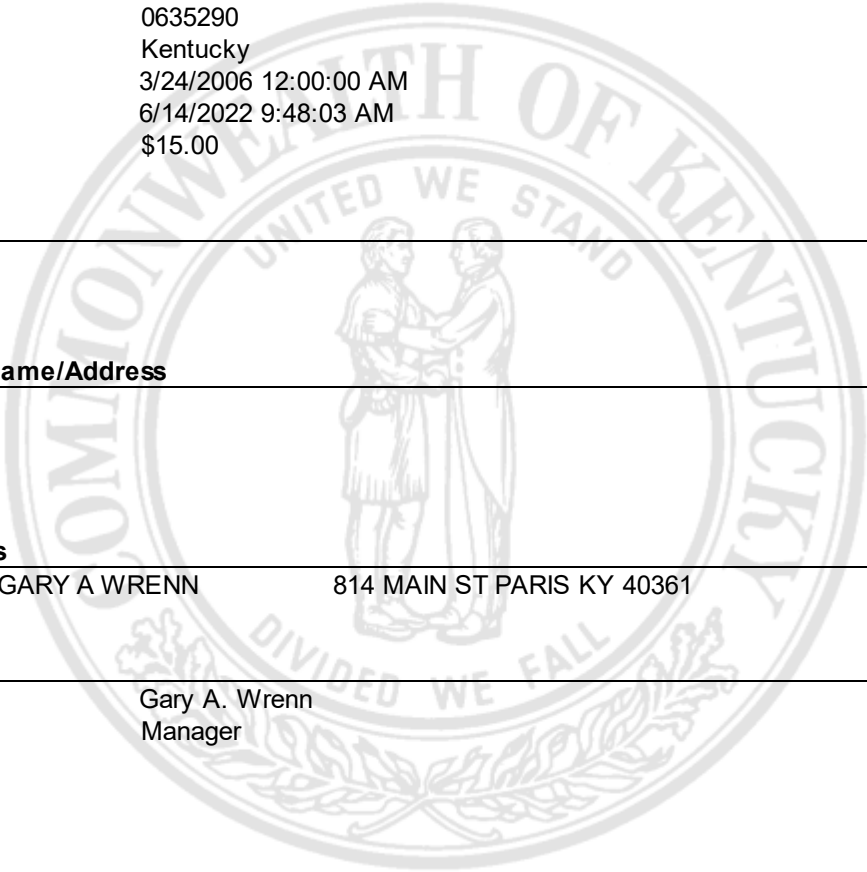 0635290
Kentucky
3/24/2006 12:00:00 AM
6/14/2022 9:48:03 AM
$15.00
COMMONWEALTH OF KENTUCKY
UNITED WE STAND
ame/Address
s
GARY A WRENN 814 MAIN ST PARIS KY 40361
DIVIDED WE FALL
Gary A. Wrenn
Manager